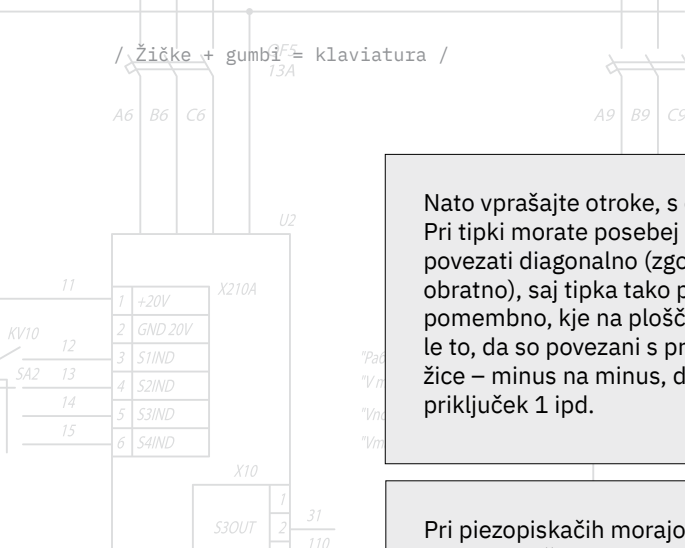 / Žičke + gumbi = klaviatura /
QF5
13A
A6 B6 C6
A9 B9 C9
Nato vprašajte otroke, s
Pri tipki morate posebej
povezati diagonalno (zgo
obratno), saj tipka tako p
pomembno, kje na plošč
le to, da so povezani s pr
žice – minus na minus, d
priključek 1 ipd.
U2
X210A
11
1 +20V
2 GND 20V
KV10
12
3 S1IND
SA2 13
4 S2IND
14
5 S3IND
15
6 S4IND
X10
1
S3OUT 2 31
110
Pri piezopiskačih morajo